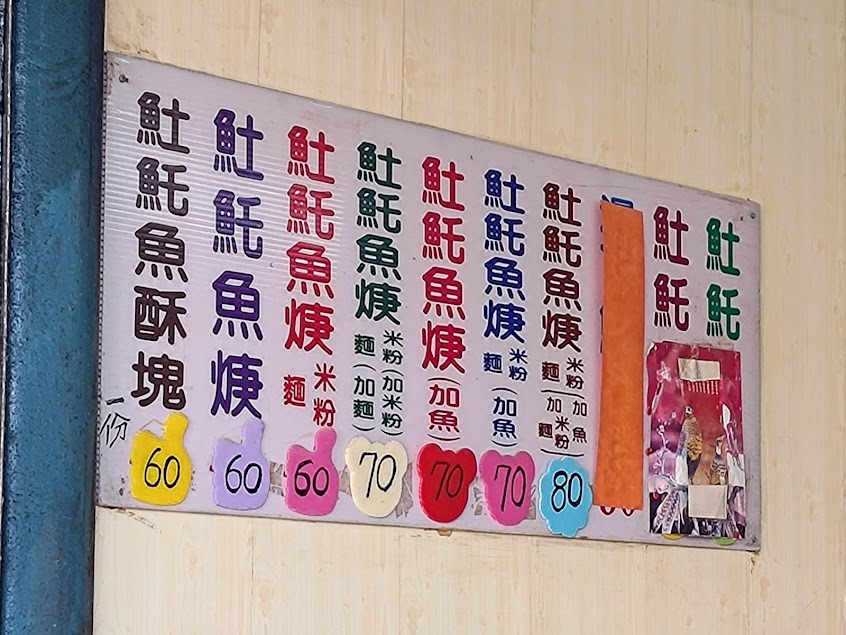 魠魠魚酥塊
一份
60
魠魠魚焿
60
魠魠魚焿 米粉 麵
60
魠魠魚焿 米粉(加米粉) 麵(加麵)
70
魠魠魚焿(加魚)
70
魠魠魚焿 米粉 麵(加魚)
70
魠魠魚焿 米粉 麵(加魚 加米粉 加麵)
80
魠魠
魠魠